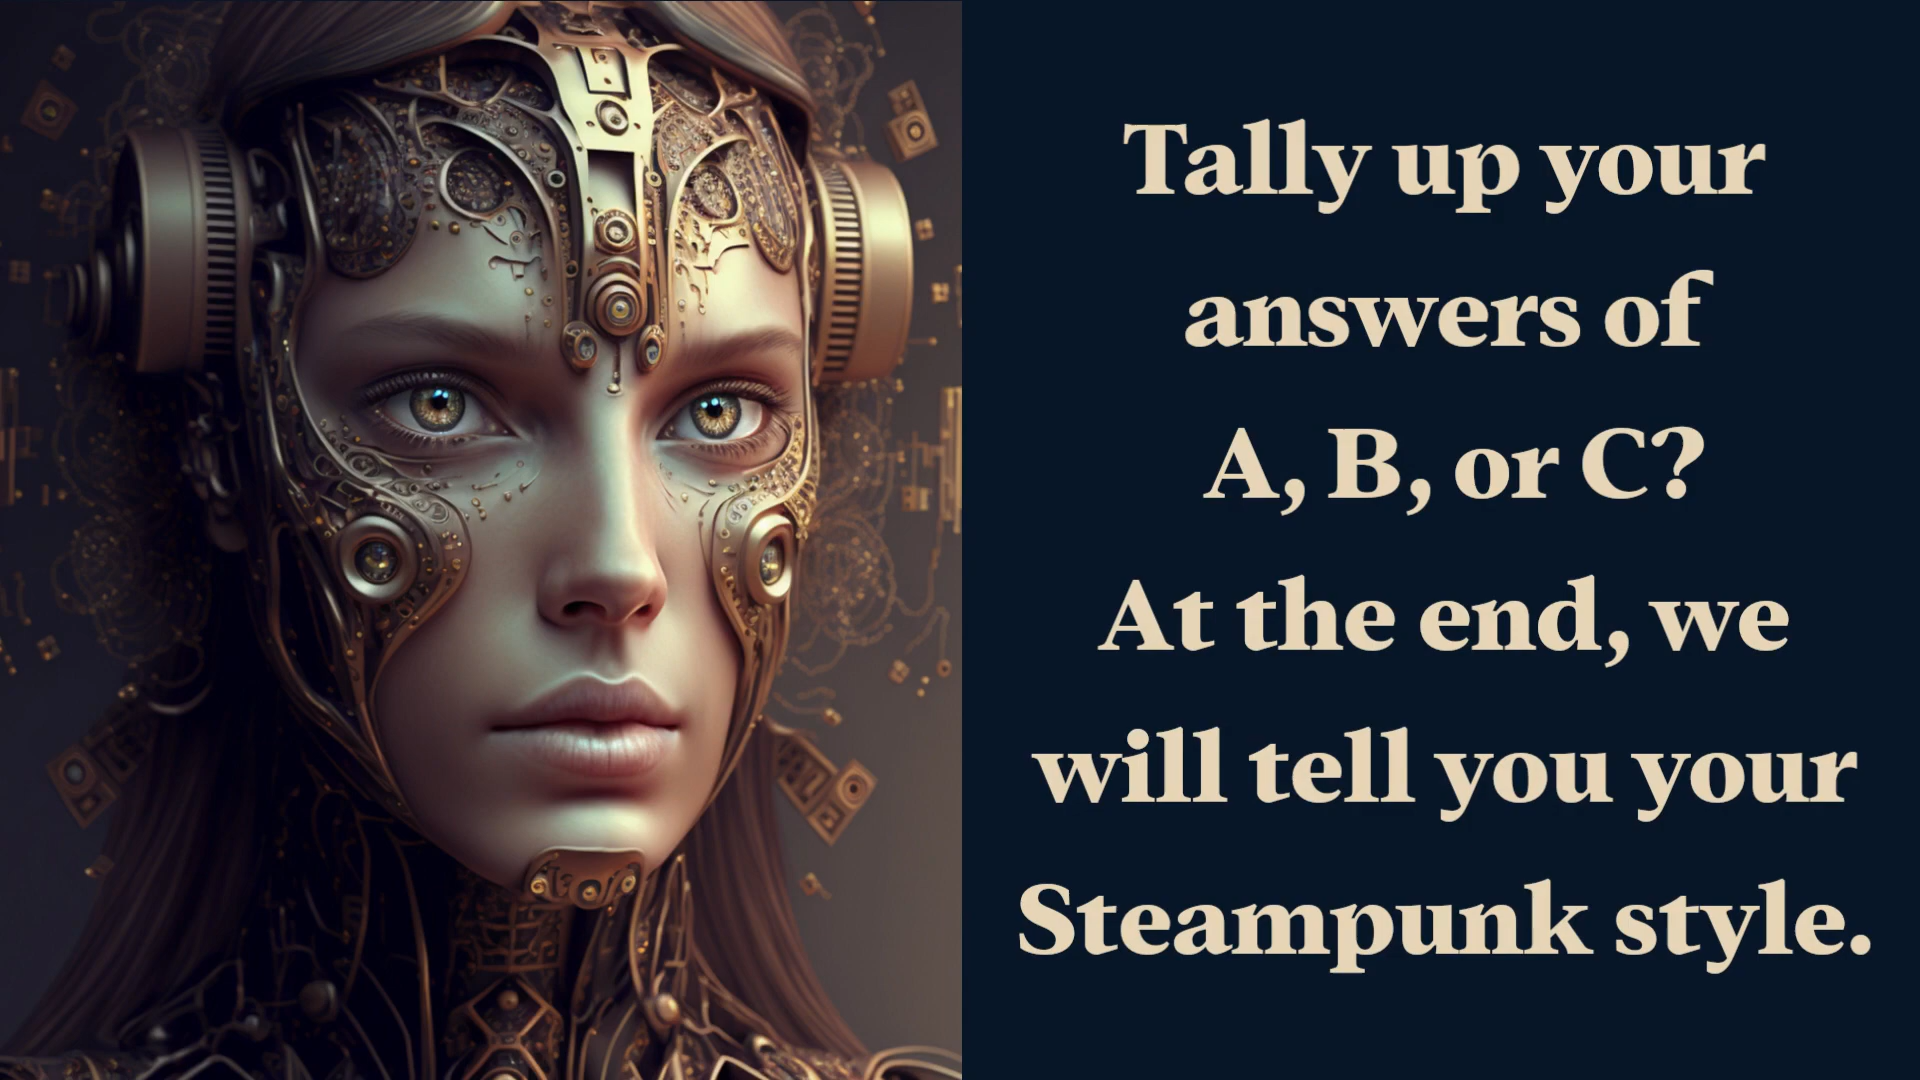 Tally up your
answers of
A, B, or C?
At the end, we
will tell you your
Steampunk style.